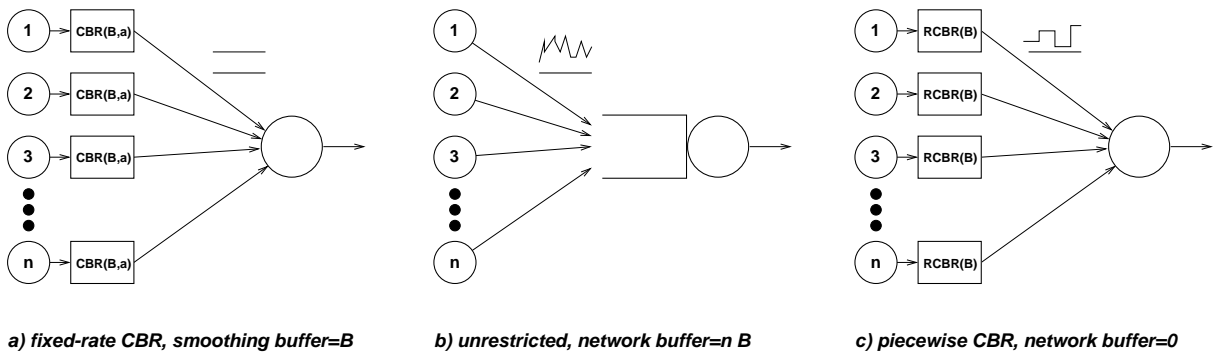 1
CBR(B,a)
2
CBR(B,a)
3
CBR(B,a)
n
CBR(B,a)
a) fixed-rate CBR, smoothing buffer=B
1
2
3
n
b) unrestricted, network buffer=n B
1
RCBR(B)
2
RCBR(B)
3
RCBR(B)
n
RCBR(B)
c) piecewise CBR, network buffer=0